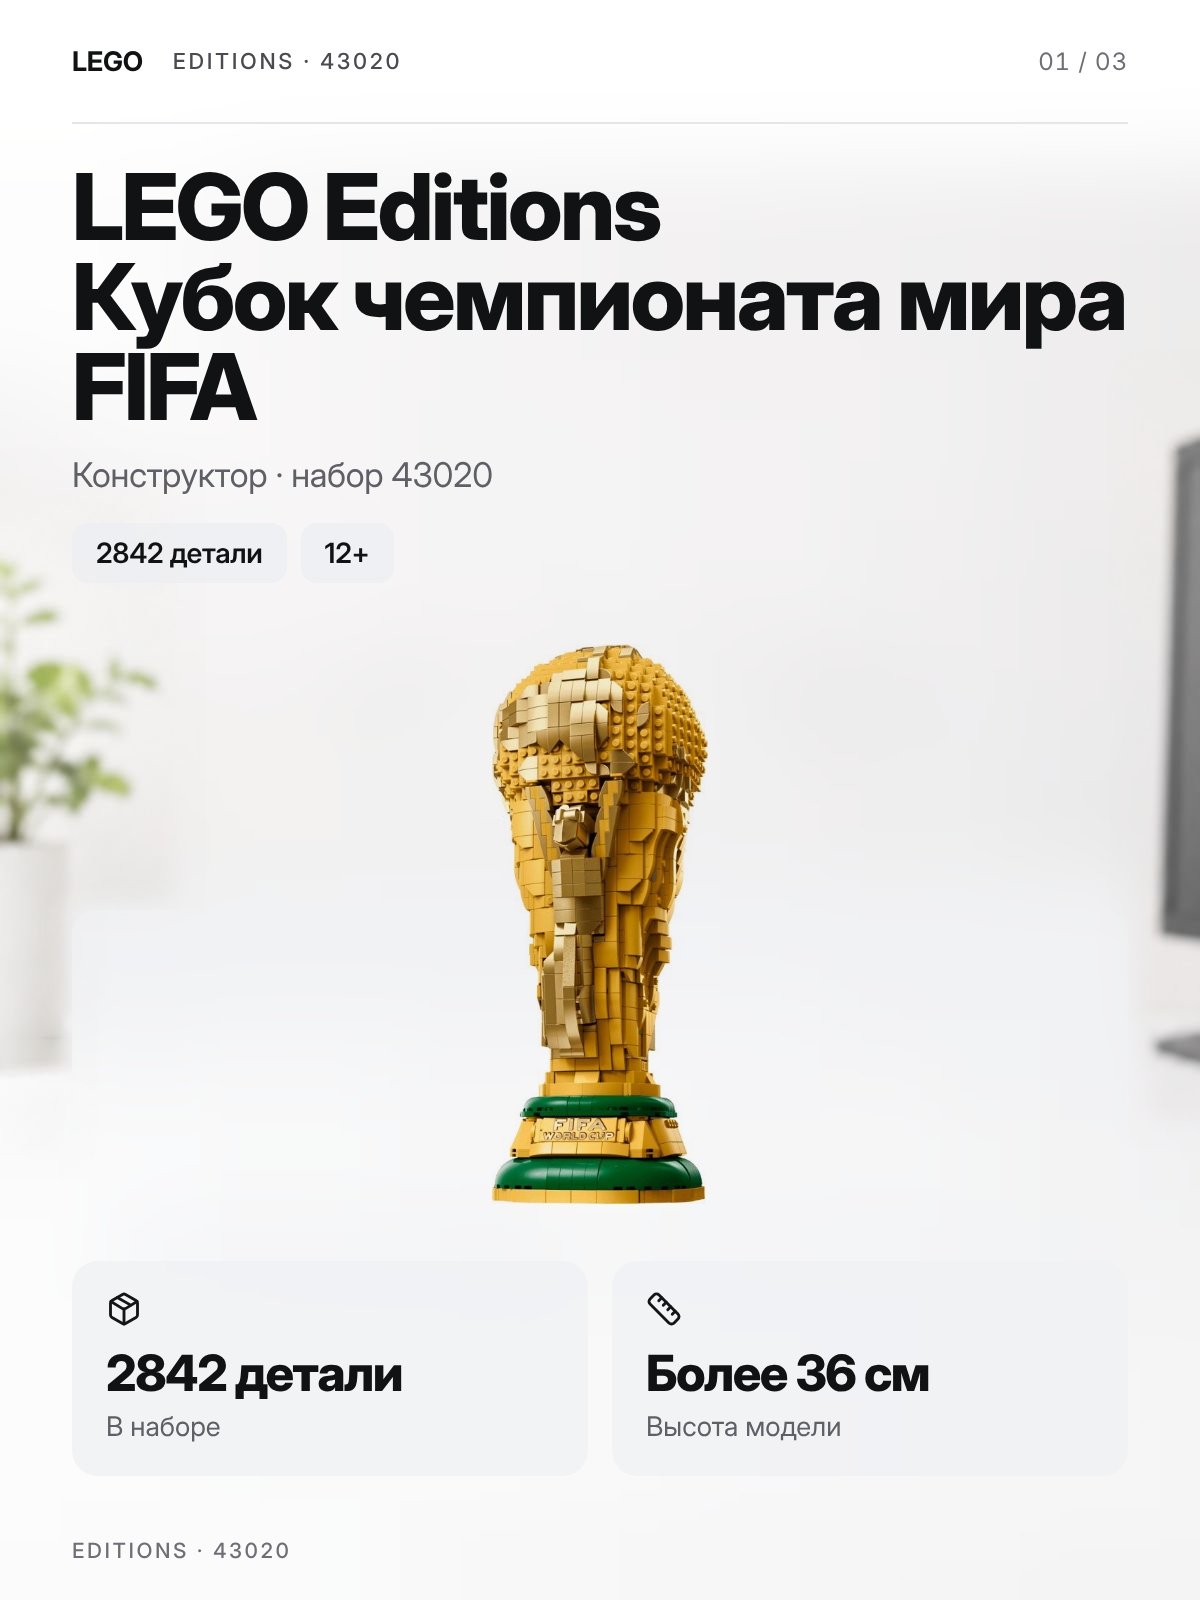 LEGO EDITIONS · 43020 01 / 03
LEGO Editions
Кубок чемпионата мира
FIFA
Конструктор · набор 43020
2842 детали 12+
FIFA
WORLD CUP
2842 детали
В наборе
Более 36 см
Высота модели
EDITIONS · 43020